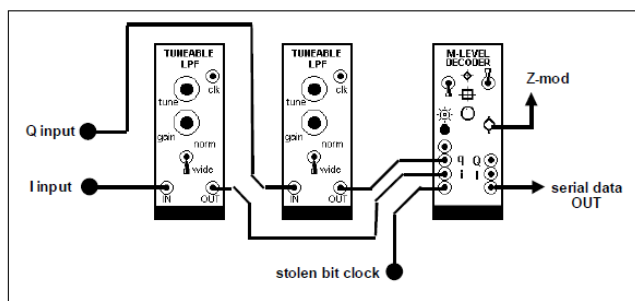 TUNEABLE
LPF
clk
tune
gain
norm
wide
IN
OUT
TUNEABLE
LPF
clk
tune
gain
norm
wide
IN
OUT
M-LEVEL
DECODER
q Q
i I
Z-mod
Q input
I input
serial data
OUT
stolen bit clock